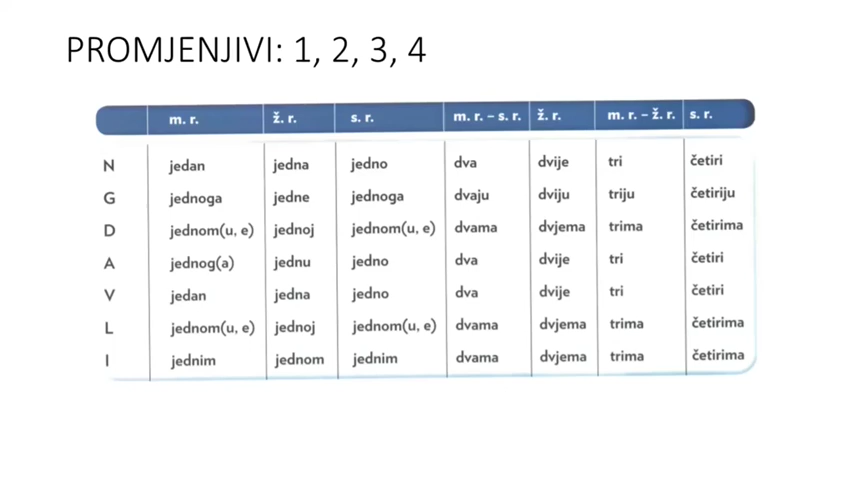 PROMJENJIVI: 1, 2, 3, 4
m. r. ž. r. s. r. m. r. – s. r. ž. r. m. r. – ž. r. s. r.
N jedan jedna jedno dva dvije tri četiri
G jednoga jedne jednoga dvaju dviju triju četiriju
D jednom(u, e) jednoj jednom(u, e) dvama dvjema trima četirima
A jednog(a) jednu jedno dva dvije tri četiri
V jedan jedna jedno dva dvije tri četiri
L jednom(u, e) jednoj jednom(u, e) dvama dvjema trima četirima
I jednim jednom jednim dvama dvjema trima četirima